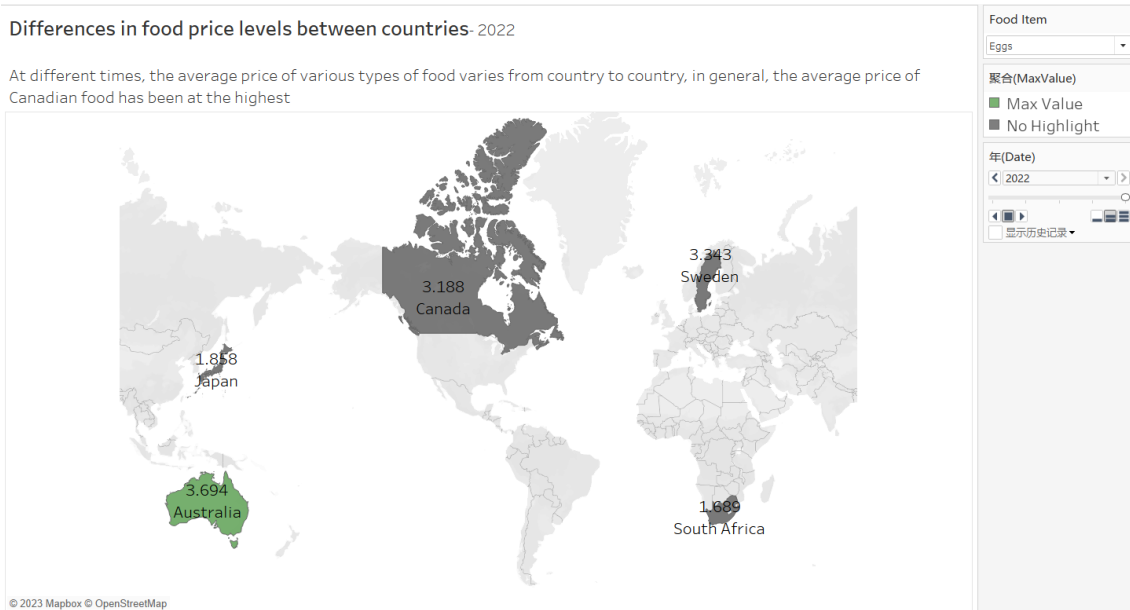 Differences in food price levels between countries- 2022
At different times, the average price of various types of food varies from country to country, in general, the average price of
Canadian food has been at the highest
3.188
Canada
3.343
Sweden
1.858
Japan
3.694
Australia
1.689
South Africa
© 2023 Mapbox © OpenStreetMap
Food Item
Eggs
聚合(MaxValue)
Max Value
No Highlight
年(Date)
2022
显示历史记录